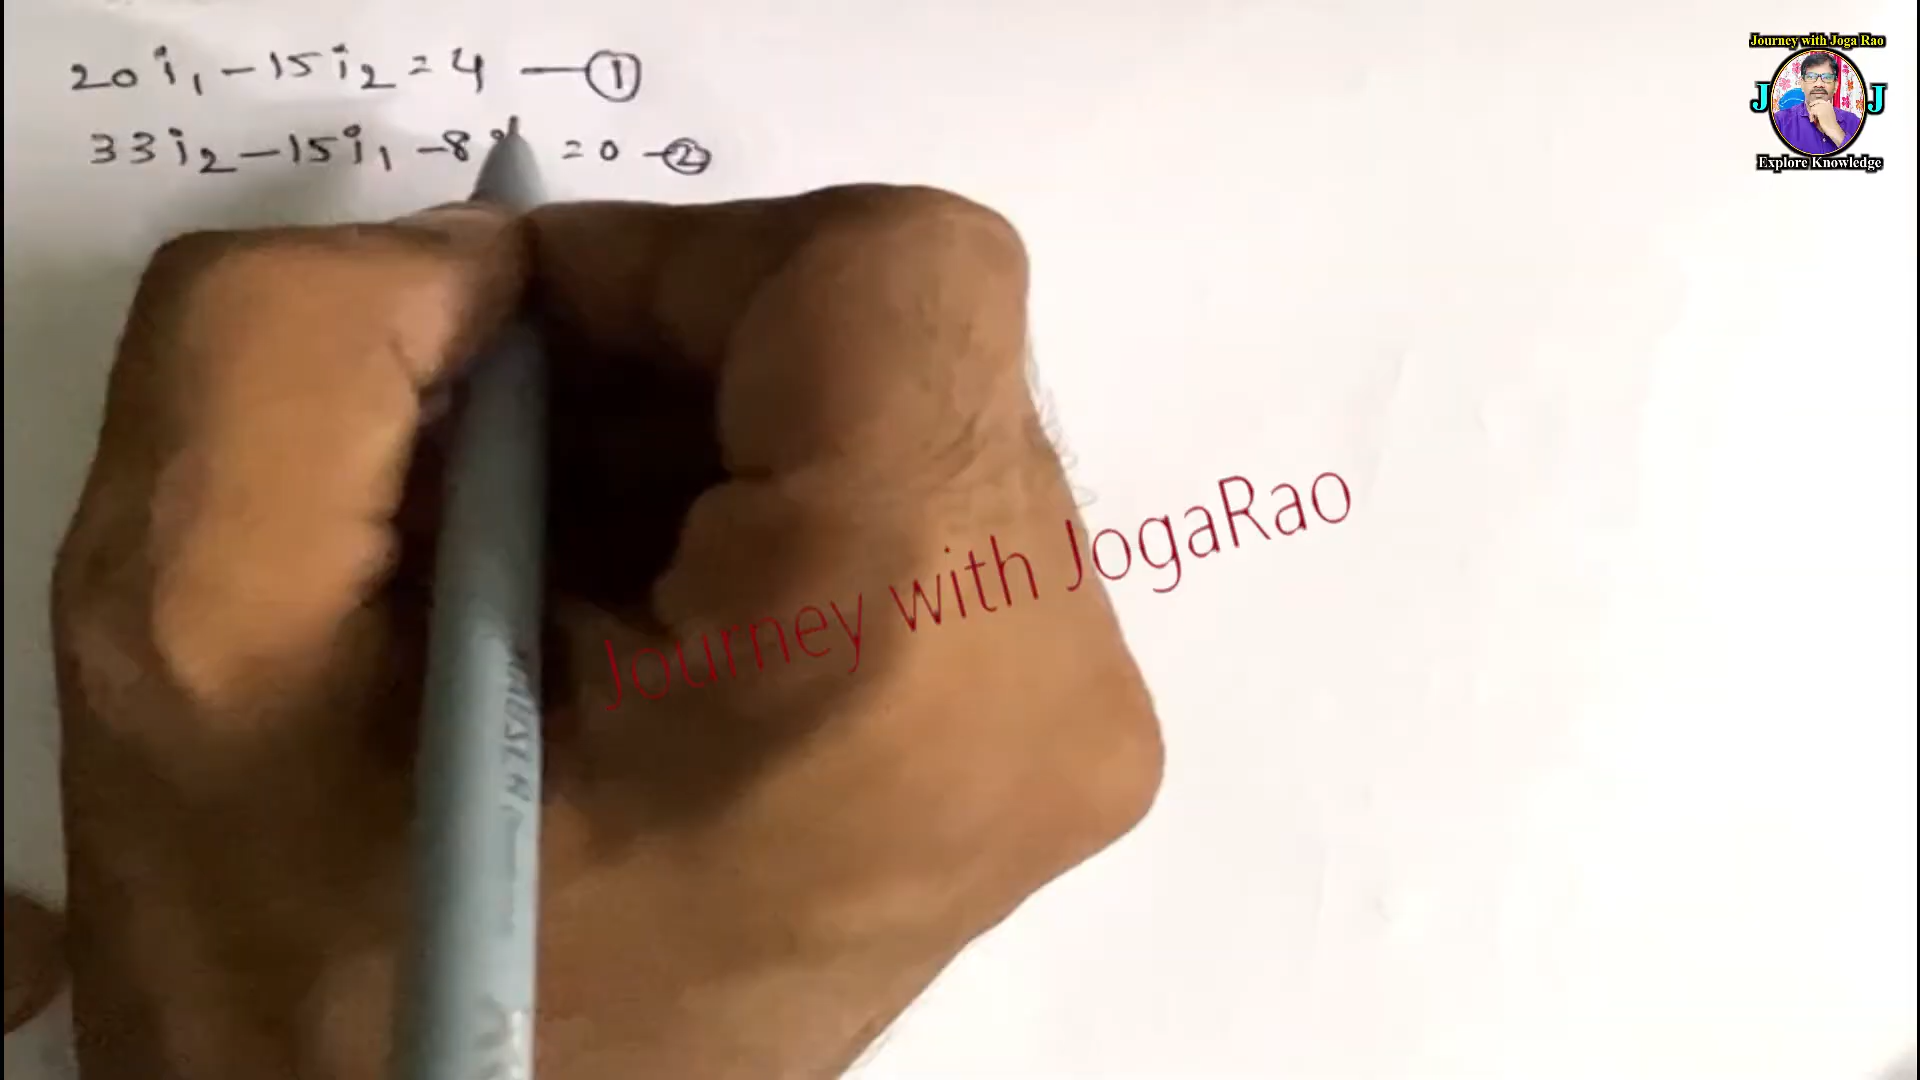 20i₁ - 15i₂ = 4 — ①
33i₂ - 15i₁ - 8 = 0 - ②
Journey with Joga Rao
J J
Explore Knowledge
Journey with JogaRao